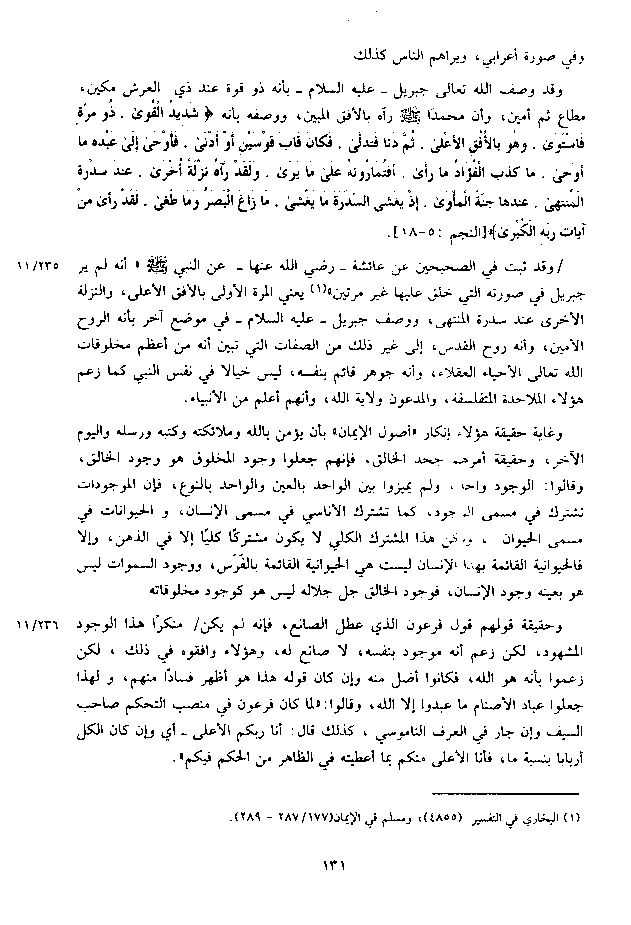 وفي صورة أعرابي، ويراهم الناس كذلك
وقد وصف الله تعالى جبريل ـ عليه السلام ـ بأنه ذو قوة عند ذي العرش مكين،
مطاع ثم أمين، وأن محمدًا ﷺ رآه بالأفق المبين، ووصفه بأنه ﴿ شَدِيدُ الْقُوَىٰ . ذُو مِرَّةٍ
فَاسْتَوَىٰ . وَهُوَ بِالْأُفُقِ الْأَعْلَىٰ . ثُمَّ دَنَا فَتَدَلَّىٰ . فَكَانَ قَابَ قَوْسَيْنِ أَوْ أَدْنَىٰ . فَأَوْحَىٰ إِلَىٰ عَبْدِهِ مَا
أَوْحَىٰ . مَا كَذَبَ الْفُؤَادُ مَا رَأَىٰ . أَفَتُمَارُونَهُ عَلَىٰ مَا يَرَىٰ . وَلَقَدْ رَآهُ نَزْلَةً أُخْرَىٰ . عِندَ سِدْرَةِ
الْمُنتَهَىٰ . عِندَهَا جَنَّةُ الْمَأْوَىٰ . إِذْ يَغْشَى السِّدْرَةَ مَا يَغْشَىٰ . مَا زَاغَ الْبَصَرُ وَمَا طَغَىٰ . لَقَدْ رَأَىٰ مِنْ
آيَاتِ رَبِّهِ الْكُبْرَىٰ﴾ [النجم :٥–١٨].
١١/٢٣٥ /وقد ثبت في الصحيحين عن عائشة ـ رضي الله عنها ـ عن النبي ﷺ « أنه لم ير
جبريل في صورته التي خلق عليها غير مرتين»(١) يعني المرة الأولى بالأفق الأعلى، والنزلة
الأخرى عند سدرة المنتهى، ووصف جبريل ـ عليه السلام ـ في موضع آخر بأنه الروح
الأمين، وأنه روح القدس، إلى غير ذلك من الصفات التي تبين أنه من أعظم مخلوقات
الله تعالى الأحياء العقلاء، وأنه جوهر قائم بنفسه، ليس خيالا في نفس النبي كما زعم
هؤلاء الملاحدة المتفلسفة، والمدعون ولاية الله، وأنهم أعلم من الأنبياء.
وغاية حقيقة هؤلاء إنكار «أصول الإيمان» بأن يؤمن بالله وملائكته وكتبه ورسله واليوم
الآخر، وحقيقة أمرهم جحد الخالق، فإنهم جعلوا وجود المخلوق هو وجود الخالق،
وقالوا: الوجود واحد، ولم يميزوا بين الواحد بالعين والواحد بالنوع، فإن الموجودات
تشترك في مسمى الوجود، كما تشترك الأناسي في مسمى الإنسان، و الحيوانات في
مسمى الحيوان ، ولكن هذا المشترك الكلي لا يكون مشتركًا كليًا إلا في الذهن، وإلا
فالحيوانية القائمة بهذا الإنسان ليست هي الحيوانية القائمة بالفَرَس، ووجود السموات ليس
هو بعينه وجود الإنسان، فوجود الخالق جل جلاله ليس هو كوجود مخلوقاته
١١/٢٣٦ وحقيقة قولهم قول فرعون الذي عطل الصانع، فإنه لم يكن/ منكرًا هذا الوجود
المشهود، لكن زعم أنه موجود بنفسه، لا صانع له، وهؤلاء وافقوه في ذلك ، لكن
زعموا بأنه هو الله، فكانوا أضل منه وإن كان قوله هذا هو أظهر فسادًا منهم، و لهذا
جعلوا عباد الأصنام ما عبدوا إلا الله، وقالوا: «لما كان فرعون في منصب التحكم صاحب
السيف وإن جار في العرف الناموسي ، كذلك قال: أنا ربكم الأعلى ـ أي وإن كان الكل
أربابا بنسبة ما، فأنا الأعلى منكم بما أعطيته في الظاهر من الحكم فيكم».
(١) البخاري في التفسير (٤٨٥٥)، ومسلم في الإيمان(١٧٧/ ٢٨٧ – ٢٨٩).
١٣١